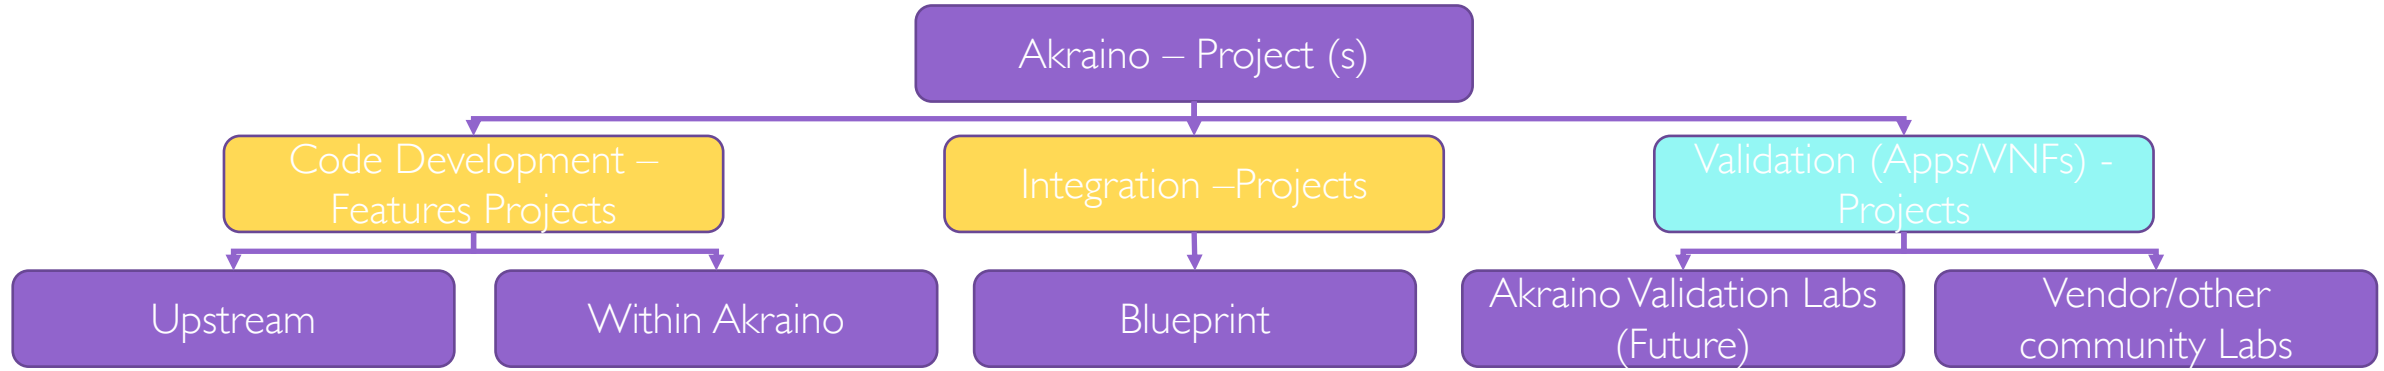 Akraino – Project (s)
Code Development –
Features Projects
Integration –Projects
Validation (Apps/VNFs) -
Projects
Upstream
Within Akraino
Blueprint
Akraino Validation Labs
(Future)
Vendor/other
community Labs